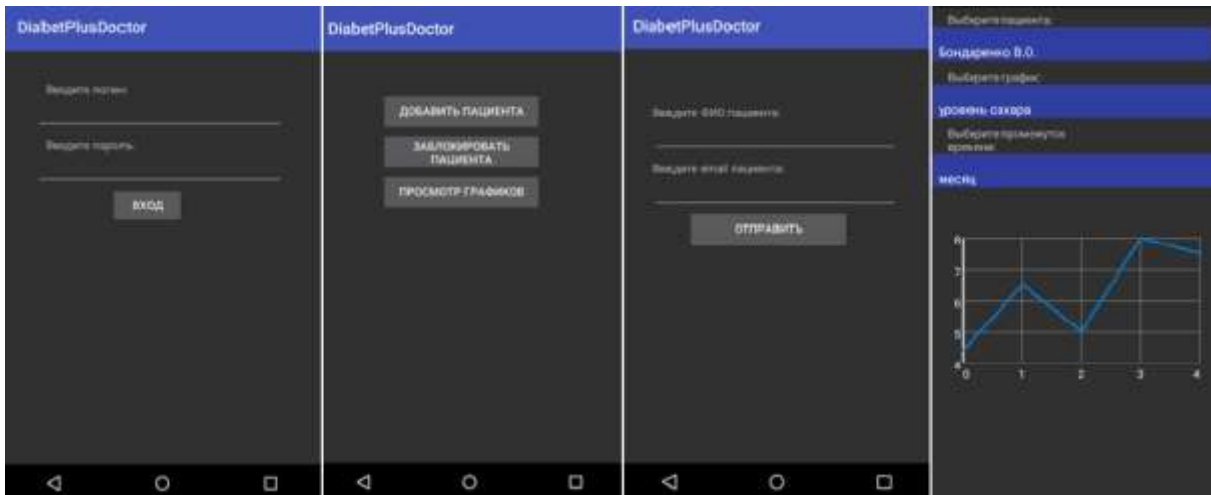 DiabetPlusDoctor
Введите логин:
Введите пароль:
ВХОД
DiabetPlusDoctor
ДОБАВИТЬ ПАЦИЕНТА
ЗАБЛОКИРОВАТЬ
ПАЦИЕНТА
ПРОСМОТР ГРАФИКОВ
DiabetPlusDoctor
Введите ФИО пациента:
Введите email пациента:
ОТПРАВИТЬ
Выберите пациента:
Бондаренко В.О.
Выберите график:
уровень сахара
Выберите промежуток
времени:
месяц
8
7
6
5
4
0 1 2 3 4